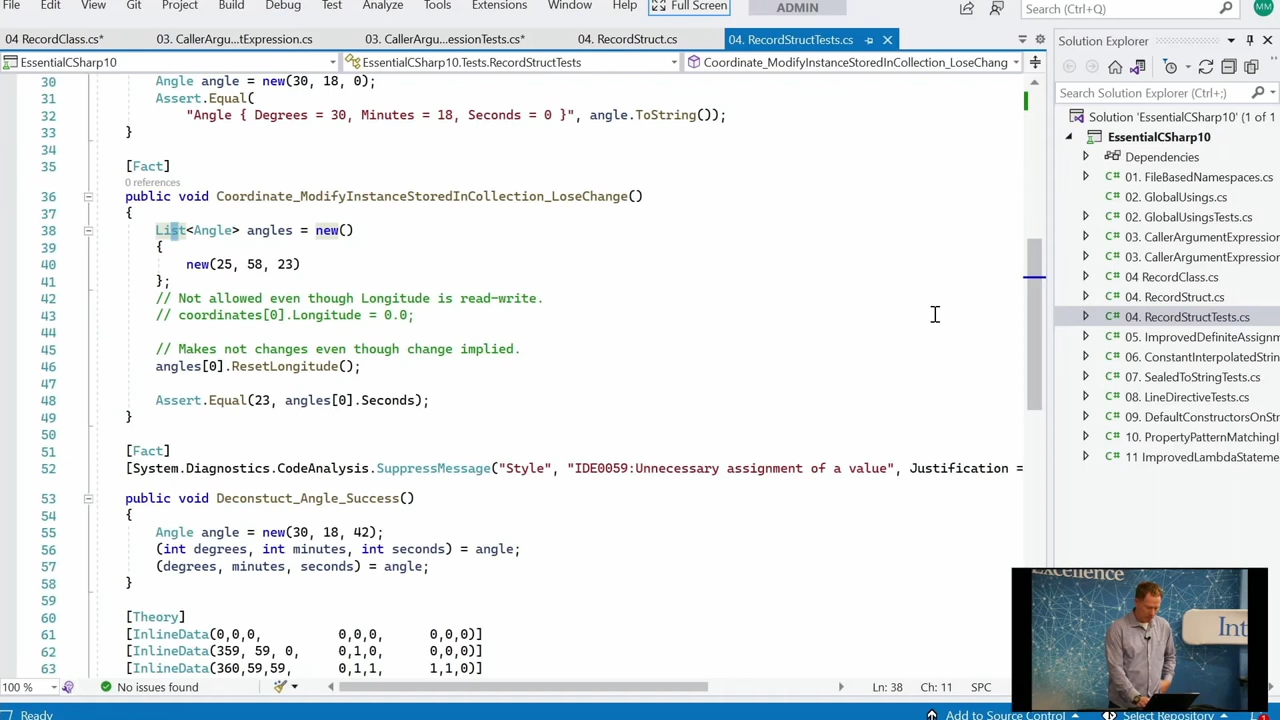 File Edit View Git Project Build Debug Test Analyze Tools Extensions Window Help Full Screen ADMIN Search (Ctrl+Q) MM
04 RecordClass.cs* 03. CallerArgu...tExpression.cs 03. CallerArgu...essionTests.cs* 04. RecordStruct.cs 04. RecordStructTests.cs
EssentialCSharp10 EssentialCSharp10.Tests.RecordStructTests Coordinate_ModifyInstanceStoredInCollection_LoseChang
30 Angle angle = new(30, 18, 0);
31 Assert.Equal(
32 "Angle { Degrees = 30, Minutes = 18, Seconds = 0 }", angle.ToString());
33 }
34
35 [Fact]
0 references
36 public void Coordinate_ModifyInstanceStoredInCollection_LoseChange()
37 {
38 List<Angle> angles = new()
39 {
40 new(25, 58, 23)
41 };
42 // Not allowed even though Longitude is read-write.
43 // coordinates[0].Longitude = 0.0;
44
45 // Makes not changes even though change implied.
46 angles[0].ResetLongitude();
47
48 Assert.Equal(23, angles[0].Seconds);
49 }
50
51 [Fact]
52 [System.Diagnostics.CodeAnalysis.SuppressMessage("Style", "IDE0059:Unnecessary assignment of a value", Justification =
53 public void Deconstuct_Angle_Success()
54 {
55 Angle angle = new(30, 18, 42);
56 (int degrees, int minutes, int seconds) = angle;
57 (degrees, minutes, seconds) = angle;
58 }
59
60 [Theory]
61 [InlineData(0,0,0, 0,0,0, 0,0,0)]
62 [InlineData(359, 59, 0, 0,1,0, 0,0,0)]
63 [InlineData(360,59,59, 0,1,1, 1,1,0)]
100 % No issues found Ln: 38 Ch: 11 SPC
Ready Add to Source Control Select Repository
Solution Explorer
Search Solution Explorer (Ctrl+;)
Solution 'EssentialCSharp10' (1 of 1
EssentialCSharp10
Dependencies
C# 01. FileBasedNamespaces.cs
C# 02. GlobalUsings.cs
C# 02. GlobalUsingsTests.cs
C# 03. CallerArgumentExpression
C# 03. CallerArgumentExpression
C# 04 RecordClass.cs
C# 04. RecordStruct.cs
C# 04. RecordStructTests.cs
C# 05. ImprovedDefiniteAssignm
C# 06. ConstantInterpolatedStrin
C# 07. SealedToStringTests.cs
C# 08. LineDirectiveTests.cs
C# 09. DefaultConstructorsOnStr
C# 10. PropertyPatternMatchingI
C# 11 ImprovedLambdaStateme
Excellence
Int